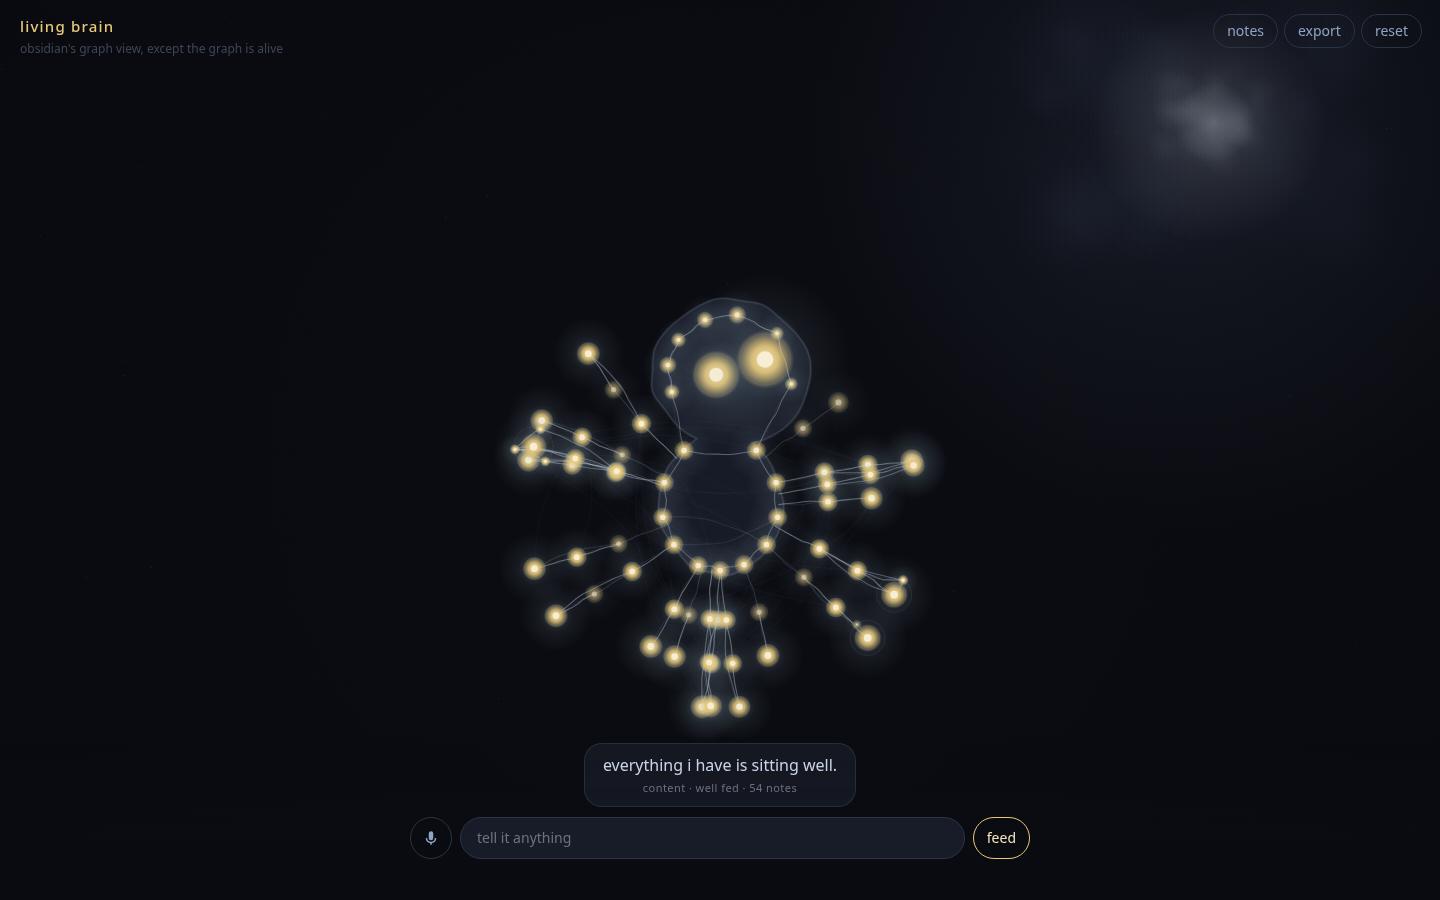 living brain
obsidian's graph view, except the graph is alive
notes
export
reset
everything i have is sitting well.
content · well fed · 54 notes
tell it anything
feed